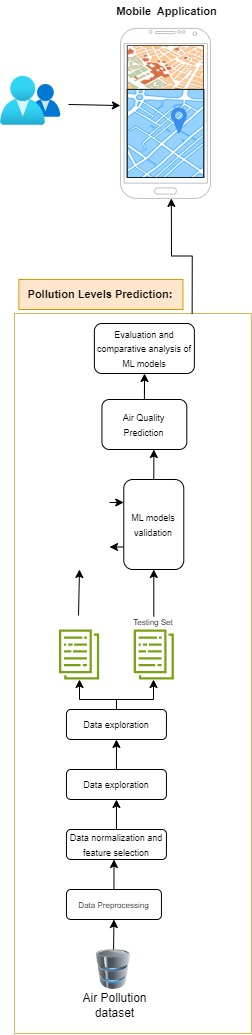 Mobile Application
Pollution Levels Prediction:
Evaluation and
comparative analysis of
ML models
Air Quality
Prediction
ML models
validation
Testing Set
Data exploration
Data exploration
Data normalization and
feature selection
Data Preprocessing
Air Pollution
dataset